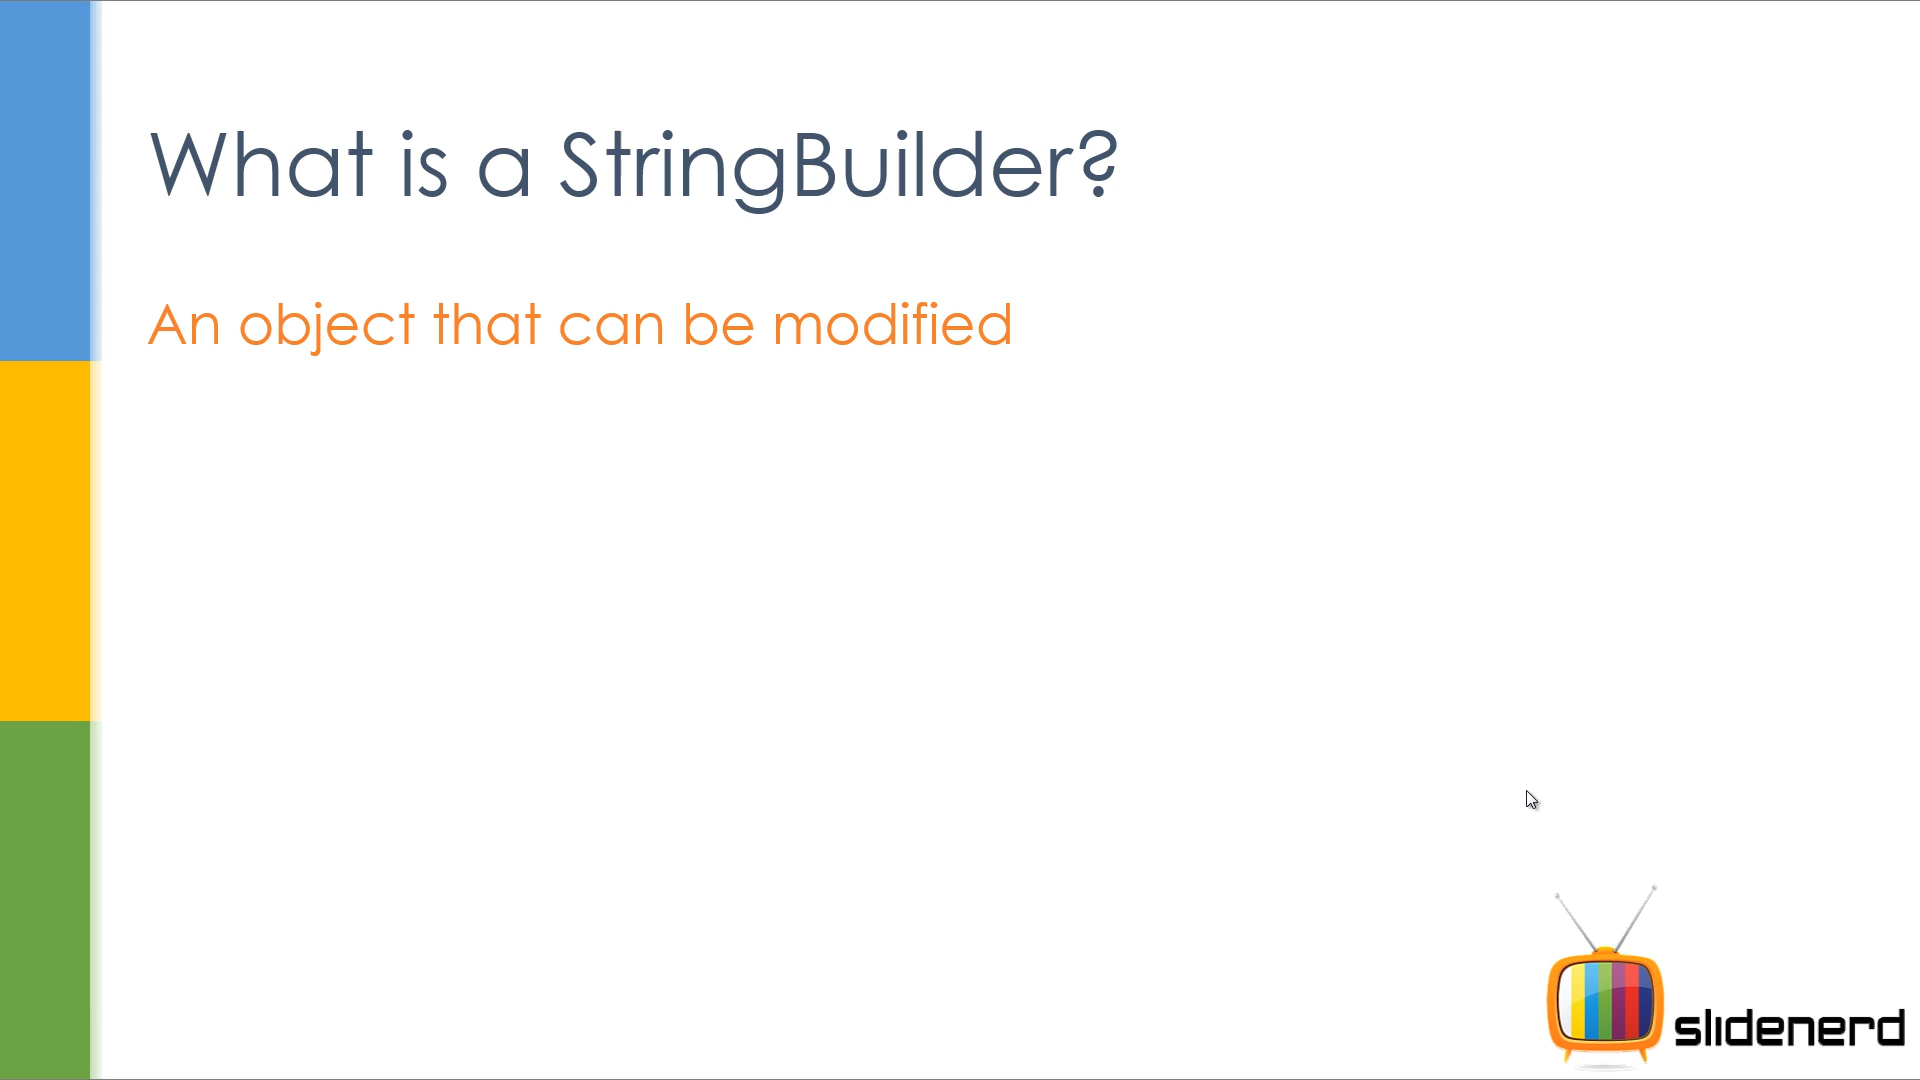 What is a StringBuilder?
An object that can be modified
slidenerd